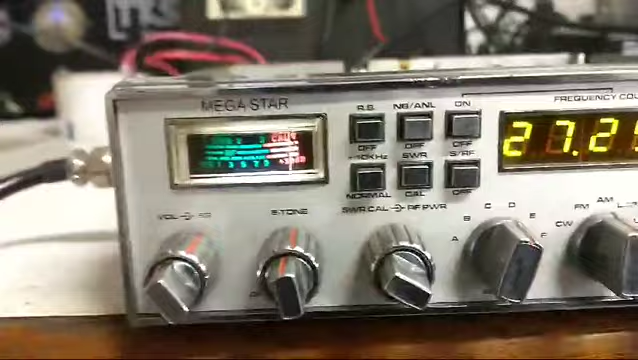 MEGA STAR
R.B. NB/ANL ON
FREQUENCY COU
27.2
OFF OFF OFF
+10KHz SWR S/RF
NORMAL CAL OFF
SWR CAL RF PWR
VOL
TONE
A B C D E F
CW FM AM